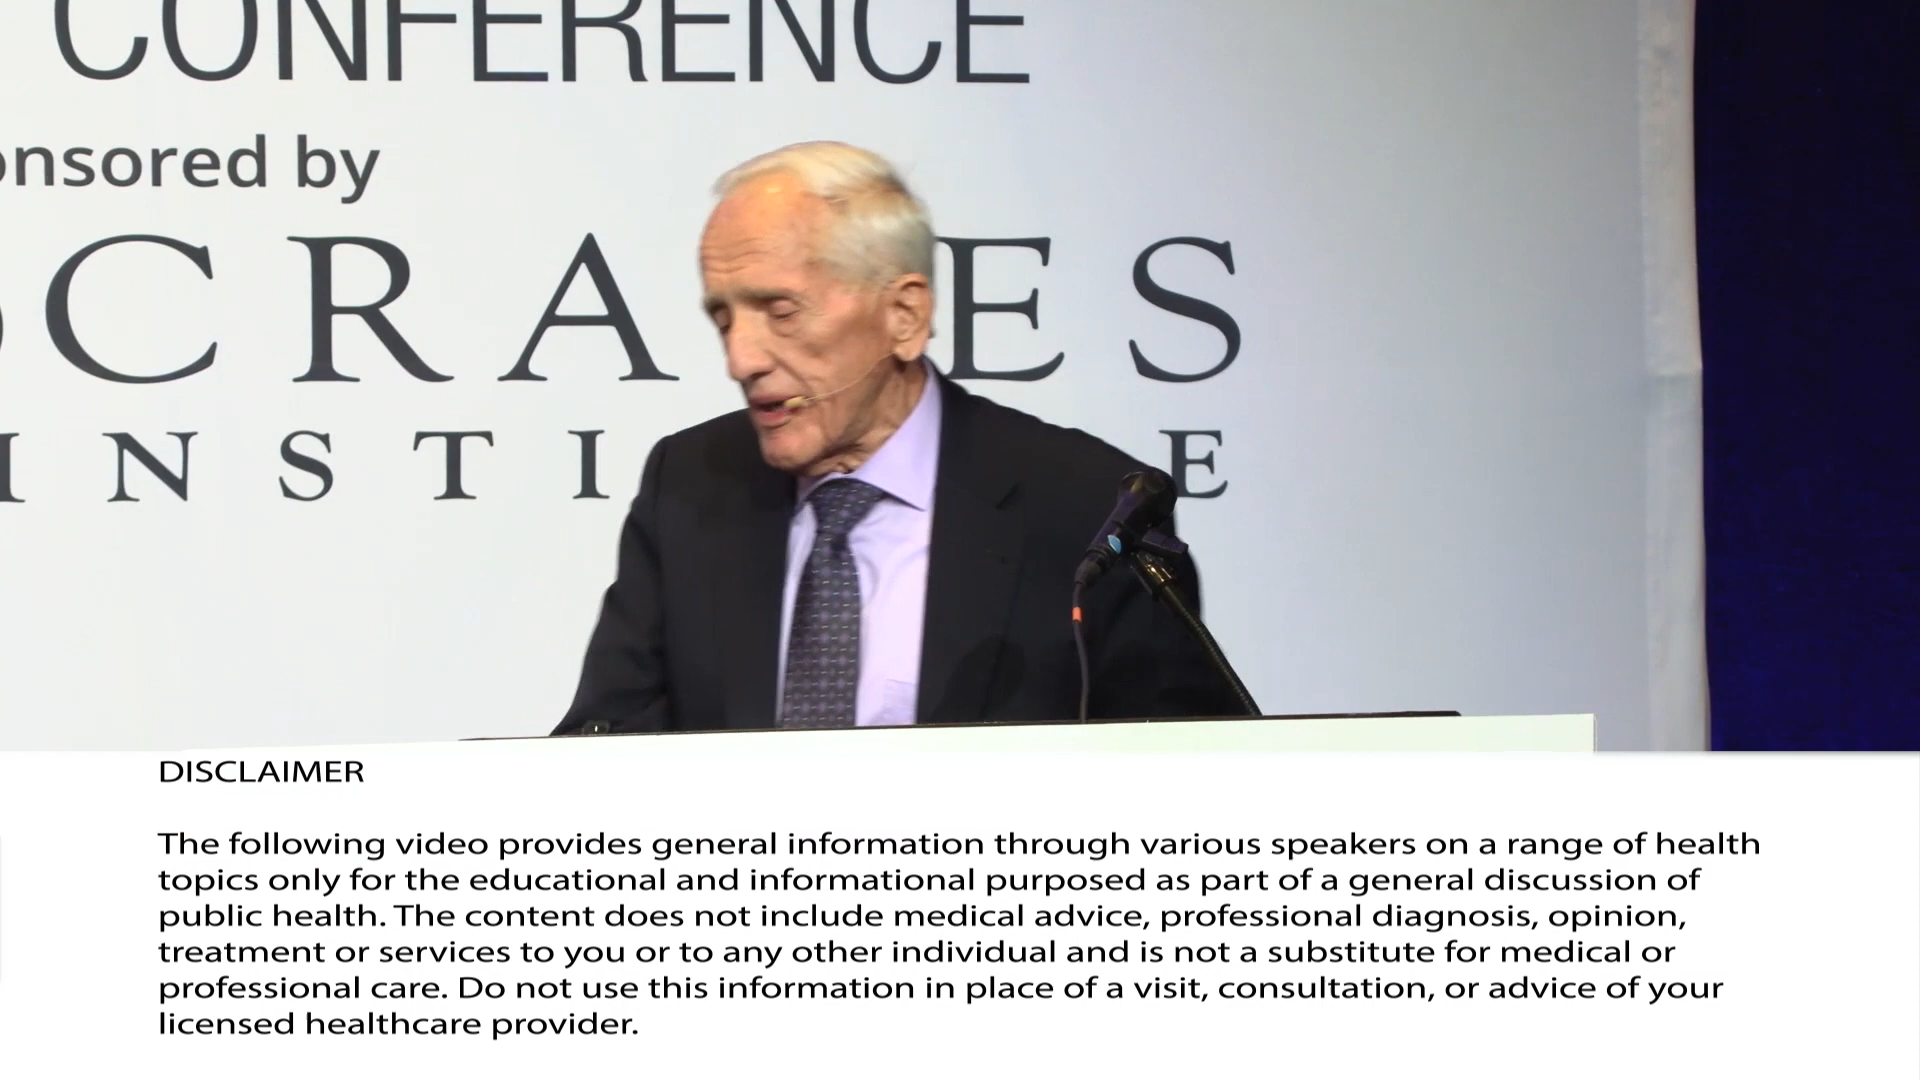 CONFERENCE
onsored by
CRA ES
INSTI E
DISCLAIMER
The following video provides general information through various speakers on a range of health
topics only for the educational and informational purposed as part of a general discussion of
public health. The content does not include medical advice, professional diagnosis, opinion,
treatment or services to you or to any other individual and is not a substitute for medical or
professional care. Do not use this information in place of a visit, consultation, or advice of your
licensed healthcare provider.